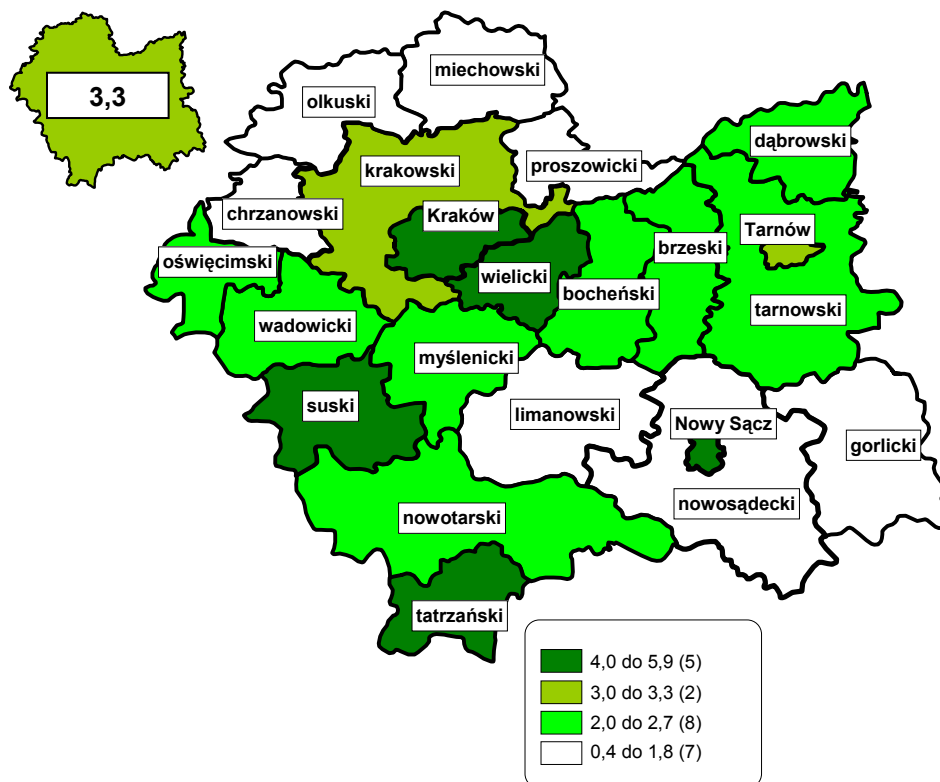 miechowski
3,3
olkuski
dąbrowski
krakowski
proszowicki
chrzanowski
Kraków
Tarnów
brzeski
oświęcimski
wielicki
bocheński
tarnowski
wadowicki
myślenicki
suski
limanowski
Nowy Sącz
gorlicki
nowosądecki
nowotarski
tatrzański
4,0 do 5,9 (5)
3,0 do 3,3 (2)
2,0 do 2,7 (8)
0,4 do 1,8 (7)